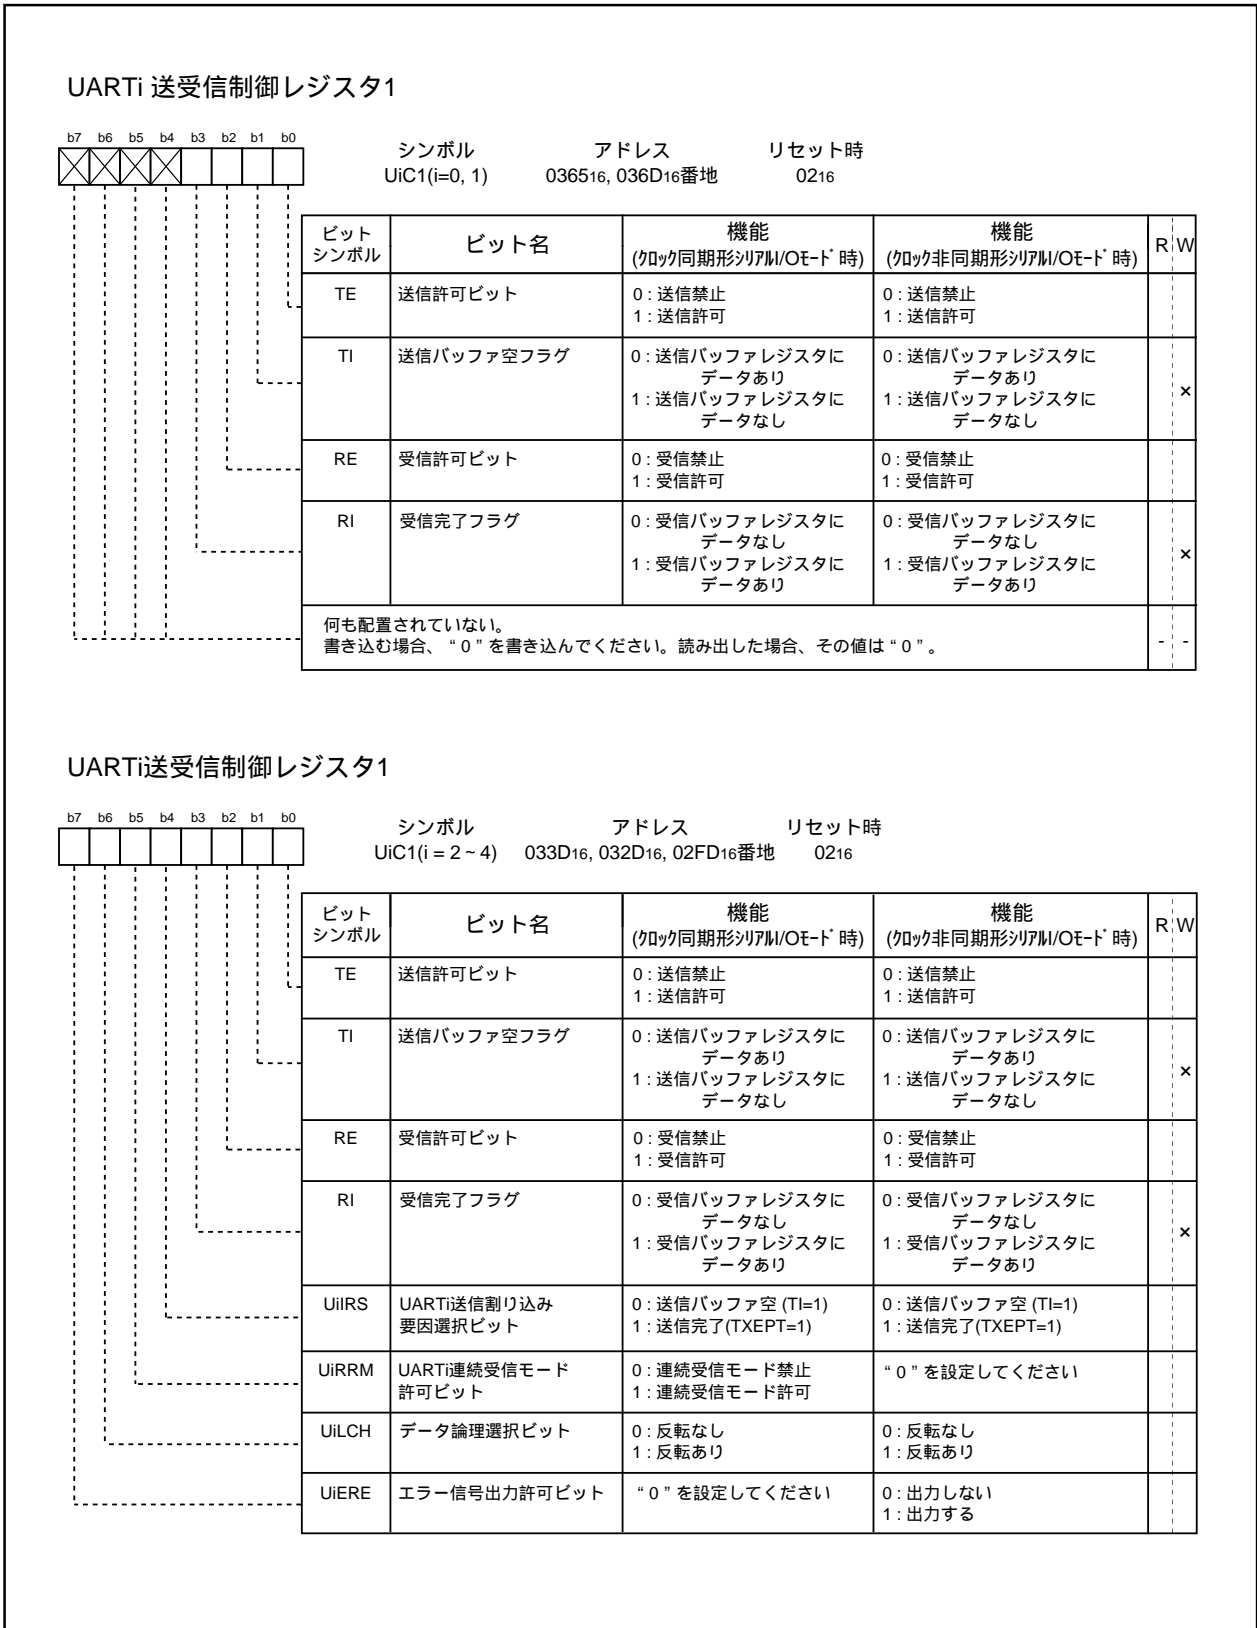 UARTi 送受信制御レジスタ1
b7 b6 b5 b4 b3 b2 b1 b0
シンボル アドレス リセット時
UiC1(i=0, 1) 036516, 036D16番地 0216
ビット シンボル ビット名 機能 (クロック同期形シリアルI/Oモード時) 機能 (クロック非同期形シリアルI/Oモード時) R W
TE 送信許可ビット 0 : 送信禁止 0 : 送信禁止
1 : 送信許可 1 : 送信許可
TI 送信バッファ空フラグ 0 : 送信バッファレジスタに 0 : 送信バッファレジスタに
データあり データあり
×
1 : 送信バッファレジスタに 1 : 送信バッファレジスタに
データなし データなし
RE 受信許可ビット 0 : 受信禁止 0 : 受信禁止
1 : 受信許可 1 : 受信許可
RI 受信完了フラグ 0 : 受信バッファレジスタに 0 : 受信バッファレジスタに
データなし データなし
×
1 : 受信バッファレジスタに 1 : 受信バッファレジスタに
データあり データあり
何も配置されていない。
書き込む場合、“ 0 ” を書き込んでください。読み出した場合、その値は “ 0 ” 。 - -
UARTi送受信制御レジスタ1
b7 b6 b5 b4 b3 b2 b1 b0
シンボル アドレス リセット時
UiC1(i = 2 ~ 4) 033D16, 032D16, 02FD16番地 0216
ビット シンボル ビット名 機能 (クロック同期形シリアルI/Oモード時) 機能 (クロック非同期形シリアルI/Oモード時) R W
TE 送信許可ビット 0 : 送信禁止 0 : 送信禁止
1 : 送信許可 1 : 送信許可
TI 送信バッファ空フラグ 0 : 送信バッファレジスタに 0 : 送信バッファレジスタに
データあり データあり
×
1 : 送信バッファレジスタに 1 : 送信バッファレジスタに
データなし データなし
RE 受信許可ビット 0 : 受信禁止 0 : 受信禁止
1 : 受信許可 1 : 受信許可
RI 受信完了フラグ 0 : 受信バッファレジスタに 0 : 受信バッファレジスタに
データなし データなし
×
1 : 受信バッファレジスタに 1 : 受信バッファレジスタに
データあり データあり
UiIRS UARTi送信割り込み 0 : 送信バッファ空 (TI=1) 0 : 送信バッファ空 (TI=1)
要因選択ビット 1 : 送信完了(TXEPT=1) 1 : 送信完了(TXEPT=1)
UiRRM UARTi連続受信モード 0 : 連続受信モード禁止 “ 0 ” を設定してください
許可ビット 1 : 連続受信モード許可
UiLCH データ論理選択ビット 0 : 反転なし 0 : 反転なし
1 : 反転あり 1 : 反転あり
UiERE エラー信号出力許可ビット “ 0 ” を設定してください 0 : 出力しない
1 : 出力する